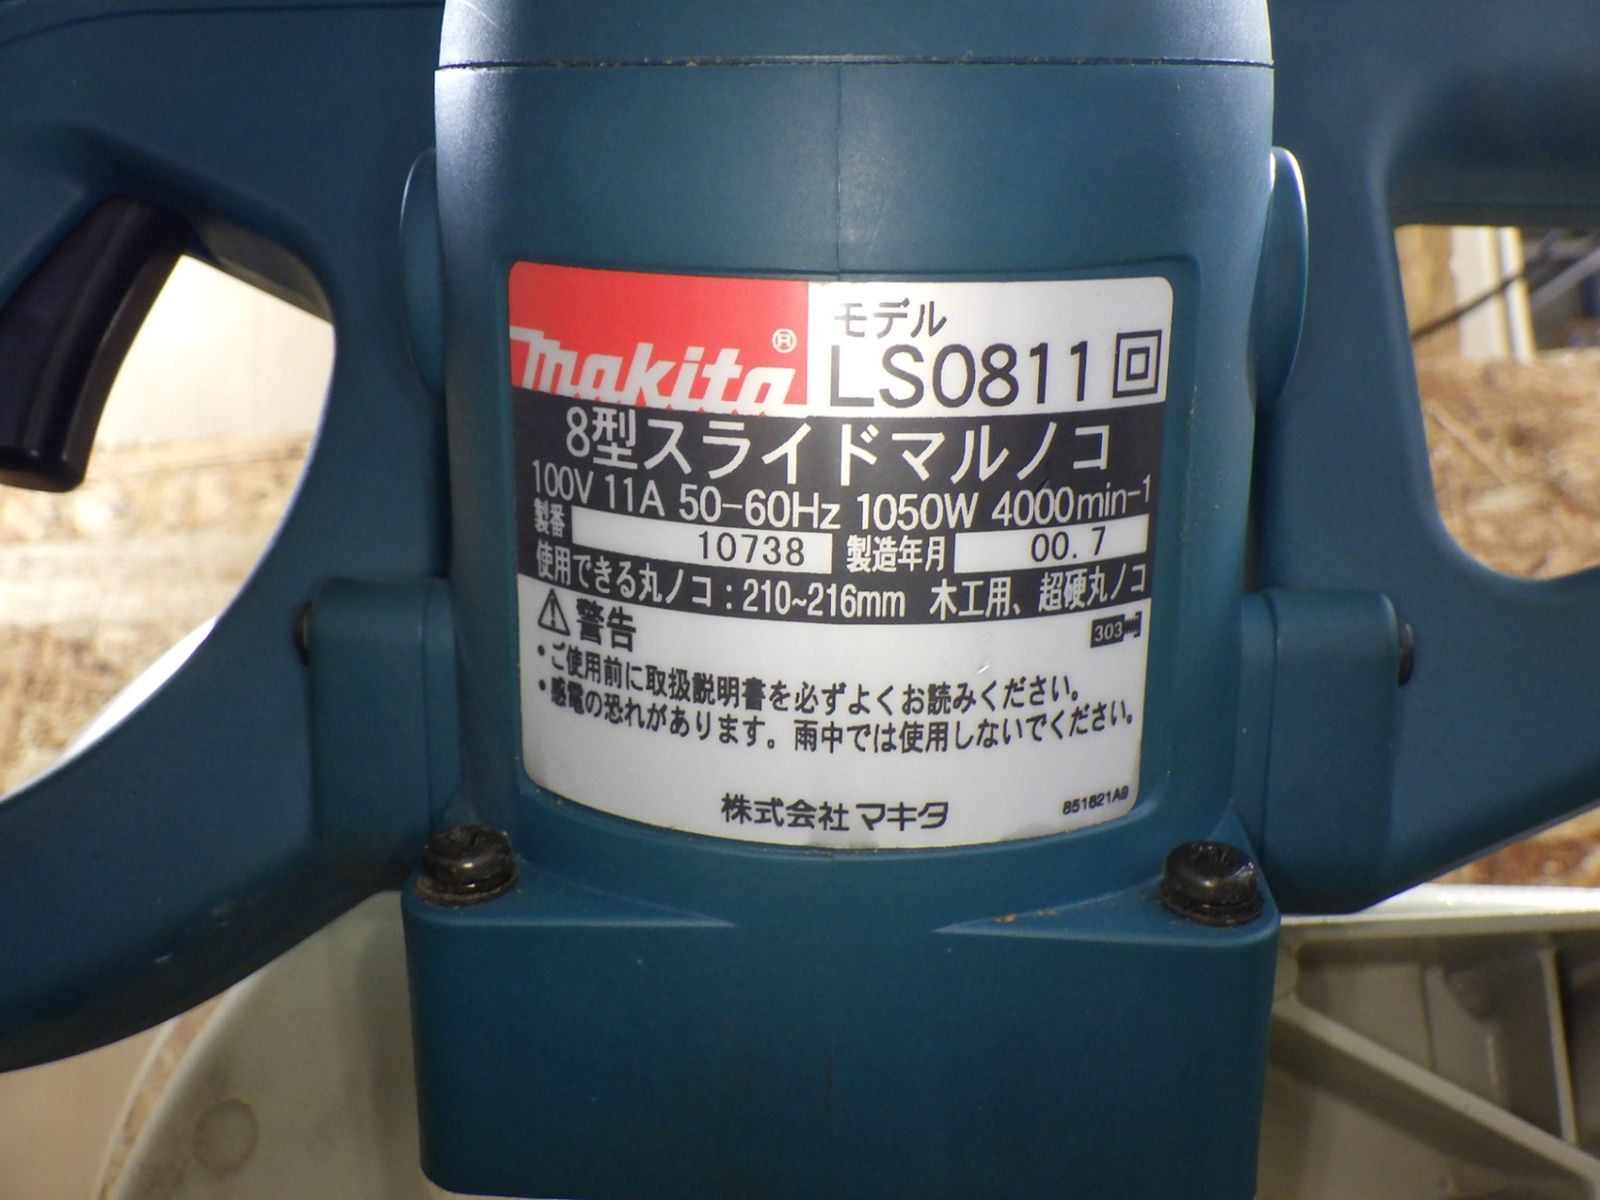 makita®
モデル
LS0811
8型スライドマルノコ
100V 11A 50-60Hz 1050W 4000min-1
製番 10738 製造年月 00.7
使用できる丸ノコ:210~216mm 木工用、超硬丸ノコ
警告
303
・ご使用前に取扱説明書を必ずよくお読みください。
・感電の恐れがあります。雨中では使用しないでください。
株式会社マキタ
851621A9